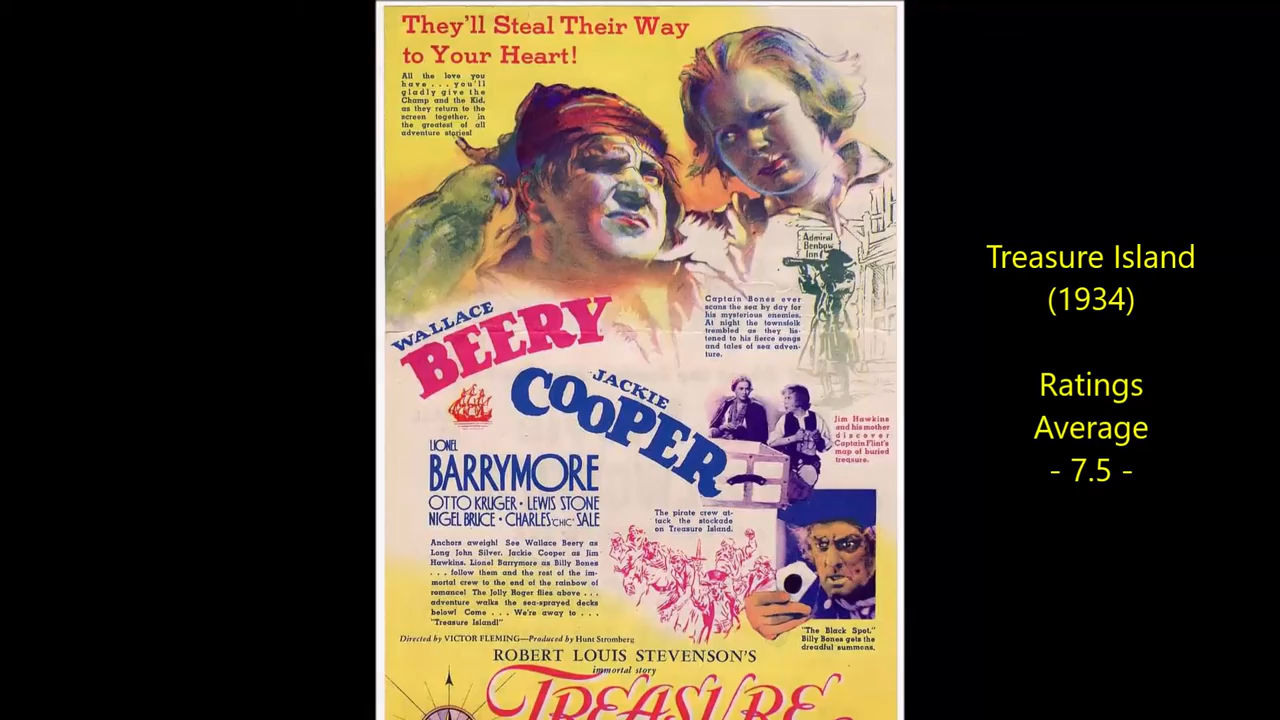 They'll Steal Their Way
to Your Heart!
All the love you
have . . . you'll
gladly give the
Champ and the Kid,
as they return to the
screen together, in
the greatest of all
adventure stories!
Admiral
Benbow
Inn
WALLACE
BEERY
Captain Bones ever
scans the sea by day for
his mysterious enemies.
At night the townsfolk
trembled as they lis-
tened to his fierce songs
and tales of sea adven-
ture.
JACKIE
COOPER
Jim Hawkins
and his mother
discover
Captain Flint's
map of buried
treasure.
LIONEL
BARRYMORE
OTTO KRUGER • LEWIS STONE
NIGEL BRUCE • CHARLES 'CHIC' SALE
The pirate crew at-
tack the stockade
on Treasure Island.
Anchors aweigh! See Wallace Beery as
Long John Silver. Jackie Cooper as Jim
Hawkins. Lionel Barrymore as Billy Bones
. . . follow them and the rest of the im-
mortal crew to the end of the rainbow of
romance! The Jolly Roger flies above . . .
adventure walks the sea-sprayed decks
below! Come . . . We're away to . . .
"Treasure Island!"
"The Black Spot."
Billy Bones gets the
dreadful summons.
Directed by VICTOR FLEMING—Produced by Hunt Stromberg
ROBERT LOUIS STEVENSON'S
immortal story
TREASURE
Treasure Island
(1934)
Ratings
Average
- 7.5 -